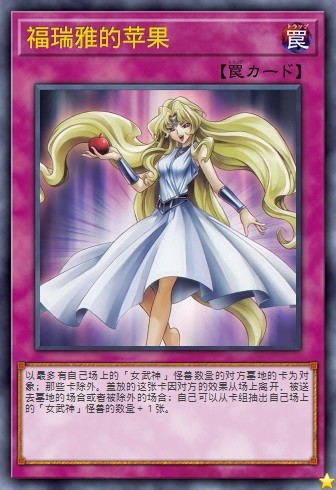 福瑞雅的苹果
トラップ
罠
【罠カード】
以最多有自己场上的「女武神」怪兽数量的对方墓地的卡为对
象；那些卡除外。盖放的这张卡因对方的效果从场上离开，被送
去墓地的场合或者被除外的场合；自己可以从卡组抽出自己场上
的「女武神」怪兽的数量＋１张。